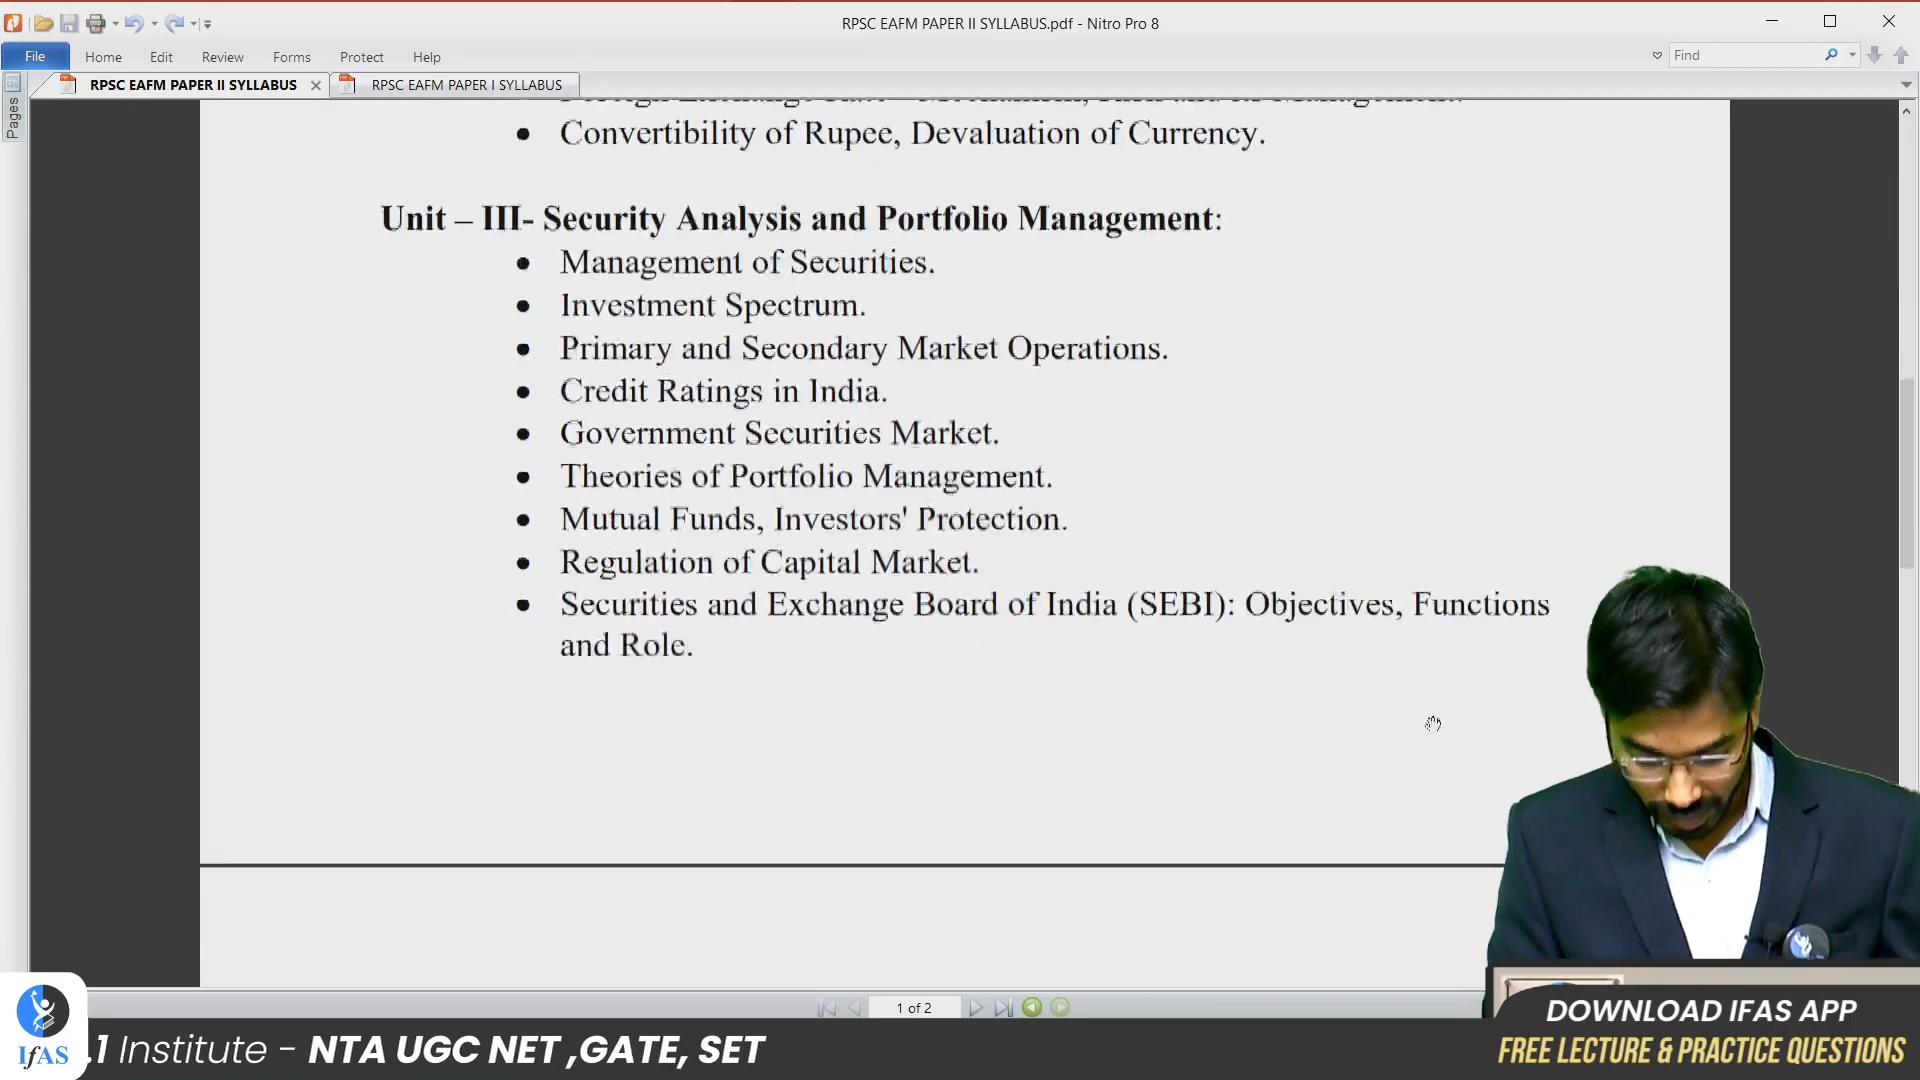 RPSC EAFM PAPER II SYLLABUS.pdf - Nitro Pro 8
File Home Edit Review Forms Protect Help
Find
RPSC EAFM PAPER II SYLLABUS
RPSC EAFM PAPER I SYLLABUS
Pages
• Convertibility of Rupee, Devaluation of Currency.
Unit – III- Security Analysis and Portfolio Management:
• Management of Securities.
• Investment Spectrum.
• Primary and Secondary Market Operations.
• Credit Ratings in India.
• Government Securities Market.
• Theories of Portfolio Management.
• Mutual Funds, Investors' Protection.
• Regulation of Capital Market.
• Securities and Exchange Board of India (SEBI): Objectives, Functions
and Role.
1 of 2
IfAS
.1 Institute - NTA UGC NET ,GATE, SET
DOWNLOAD IFAS APP
FREE LECTURE & PRACTICE QUESTIONS